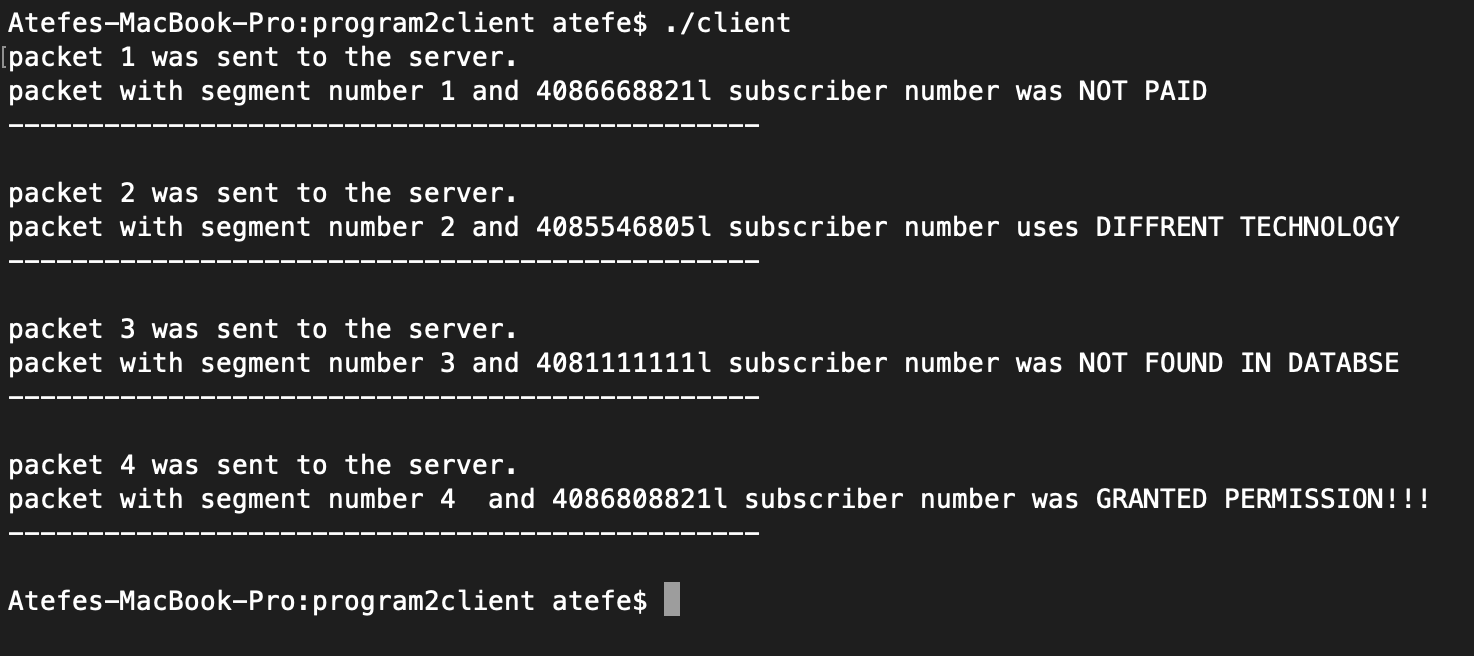 Atefes-MacBook-Pro:program2client atefe$ ./client
[packet 1 was sent to the server.
packet with segment number 1 and 4086668821l subscriber number was NOT PAID
-----------------------------------------------
packet 2 was sent to the server.
packet with segment number 2 and 4085546805l subscriber number uses DIFFRENT TECHNOLOGY
-----------------------------------------------
packet 3 was sent to the server.
packet with segment number 3 and 4081111111l subscriber number was NOT FOUND IN DATABSE
-----------------------------------------------
packet 4 was sent to the server.
packet with segment number 4  and 4086808821l subscriber number was GRANTED PERMISSION!!!
-----------------------------------------------
Atefes-MacBook-Pro:program2client atefe$